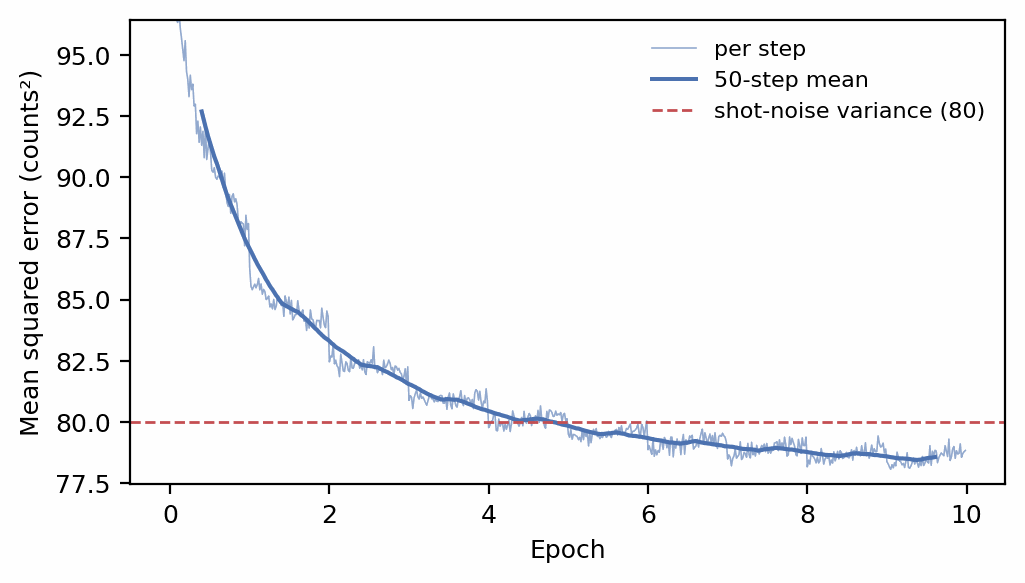 95.0
92.5
90.0
87.5
85.0
82.5
80.0
77.5
Mean squared error (counts²)
per step
50-step mean
shot-noise variance (80)
0 2 4 6 8 10
Epoch